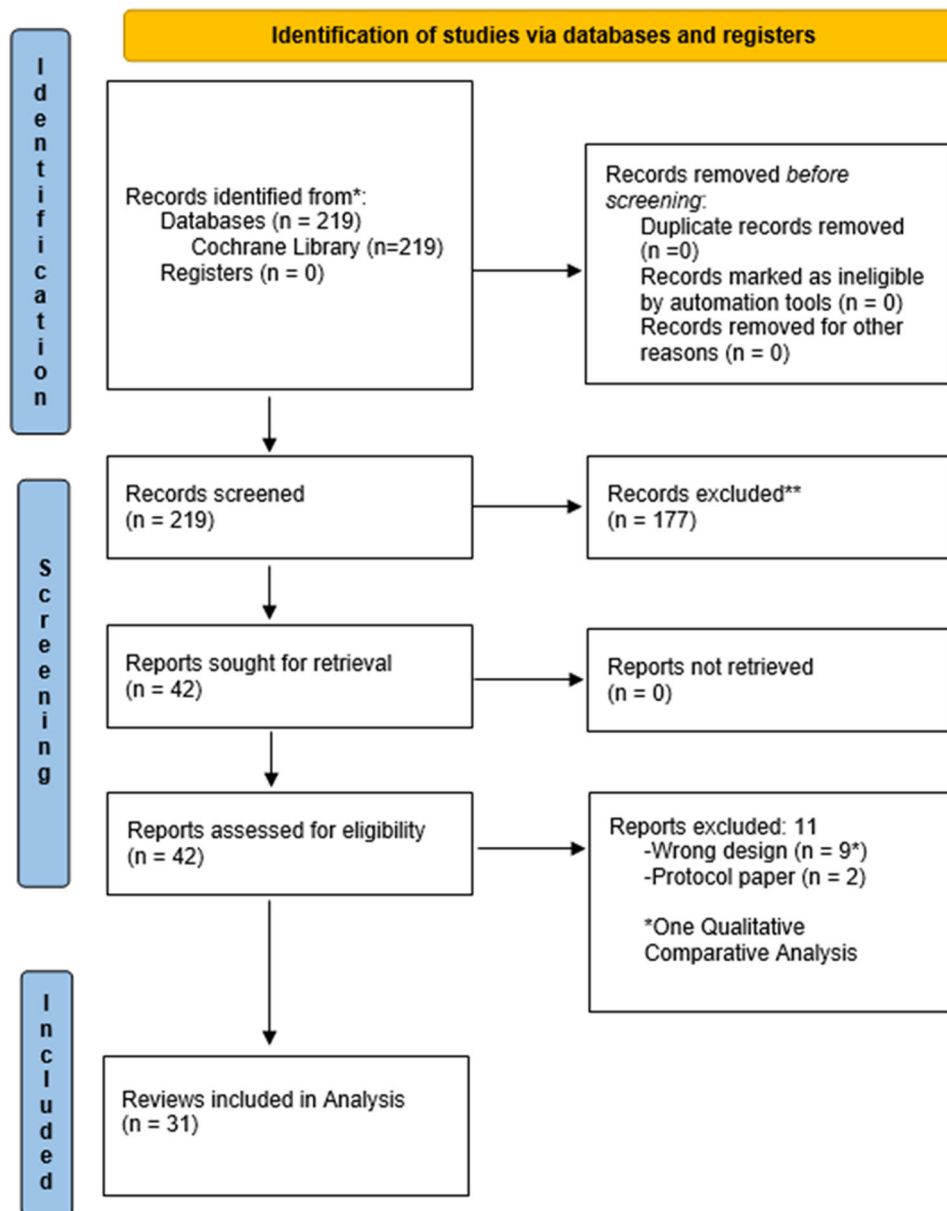 Identification of studies via databases and registers
Identification
Records identified from*:
Databases (n = 219)
Cochrane Library (n=219)
Registers (n = 0)
Records removed before
screening:
Duplicate records removed
(n =0)
Records marked as ineligible
by automation tools (n = 0)
Records removed for other
reasons (n = 0)
Screening
Records screened
(n = 219)
Records excluded**
(n = 177)
Reports sought for retrieval
(n = 42)
Reports not retrieved
(n = 0)
Reports assessed for eligibility
(n = 42)
Reports excluded: 11
-Wrong design (n = 9*)
-Protocol paper (n = 2)
*One Qualitative
Comparative Analysis
Included
Reviews included in Analysis
(n = 31)